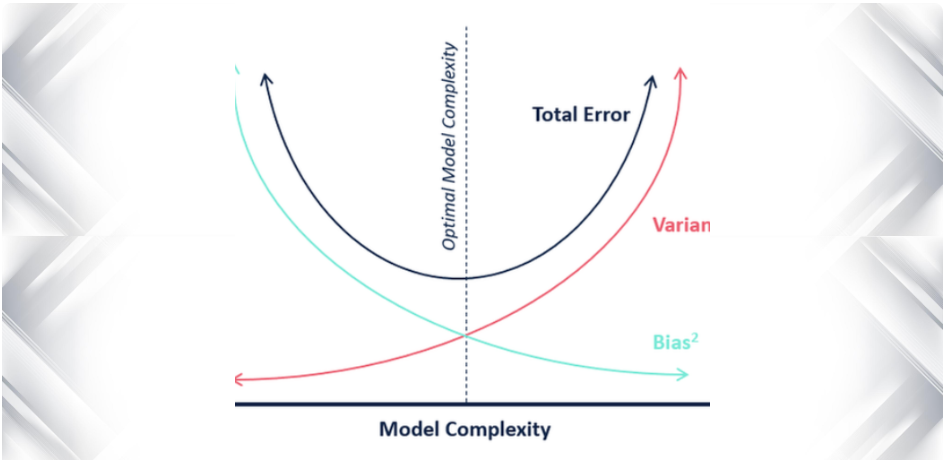 Optimal Model Complexity
Total Error
Varian
Bias²
Model Complexity